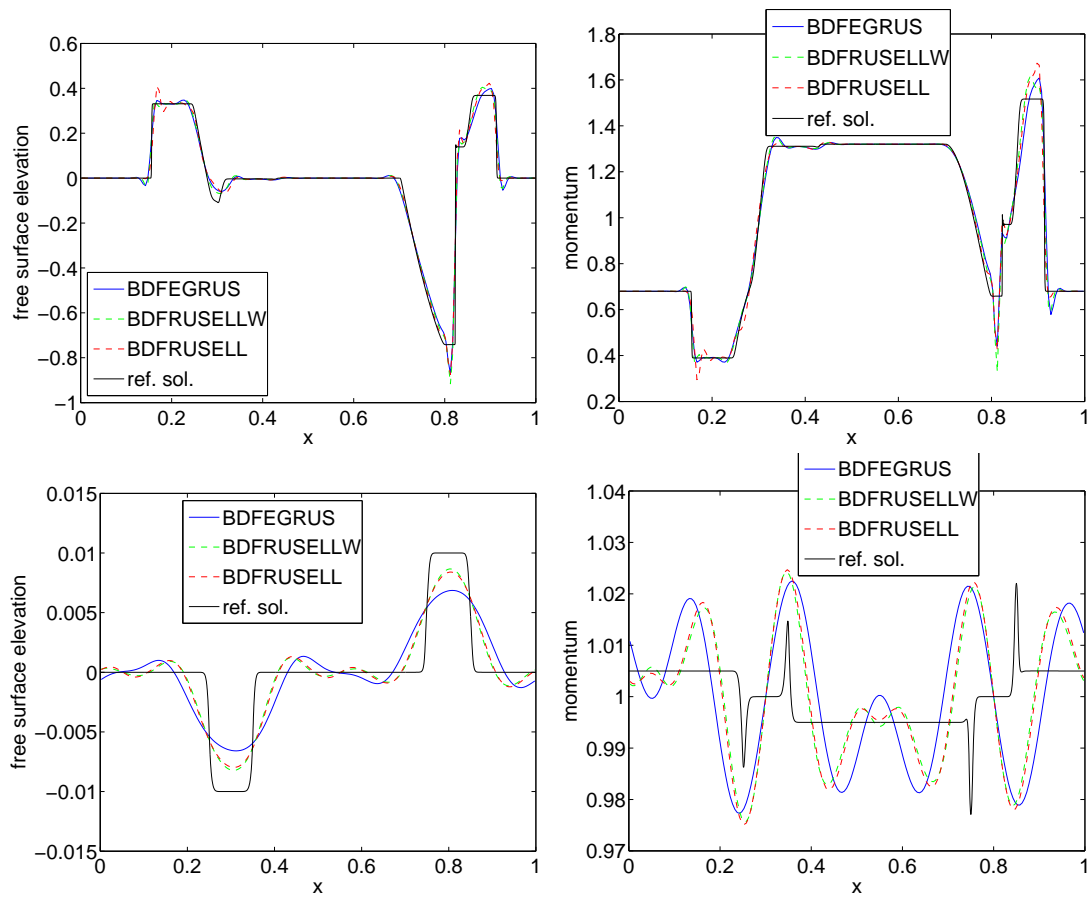 0.6
0.4
0.2
0
−0.2
−0.4
−0.6
−0.8
−1
free surface elevation
BDFEGRUS
BDFRUSELLW
BDFRUSELL
ref. sol.
0 0.2 0.4 0.6 0.8 1
x
1.8
1.6
1.4
1.2
1
0.8
0.6
0.4
0.2
momentum
BDFEGRUS
BDFRUSELLW
BDFRUSELL
ref. sol.
0 0.2 0.4 0.6 0.8 1
x
0.015
0.01
0.005
0
−0.005
−0.01
−0.015
free surface elevation
BDFEGRUS
BDFRUSELLW
BDFRUSELL
ref. sol.
0 0.2 0.4 0.6 0.8 1
x
1.04
1.03
1.02
1.01
1
0.99
0.98
0.97
momentum
BDFEGRUS
BDFRUSELLW
BDFRUSELL
ref. sol.
0 0.2 0.4 0.6 0.8 1
x